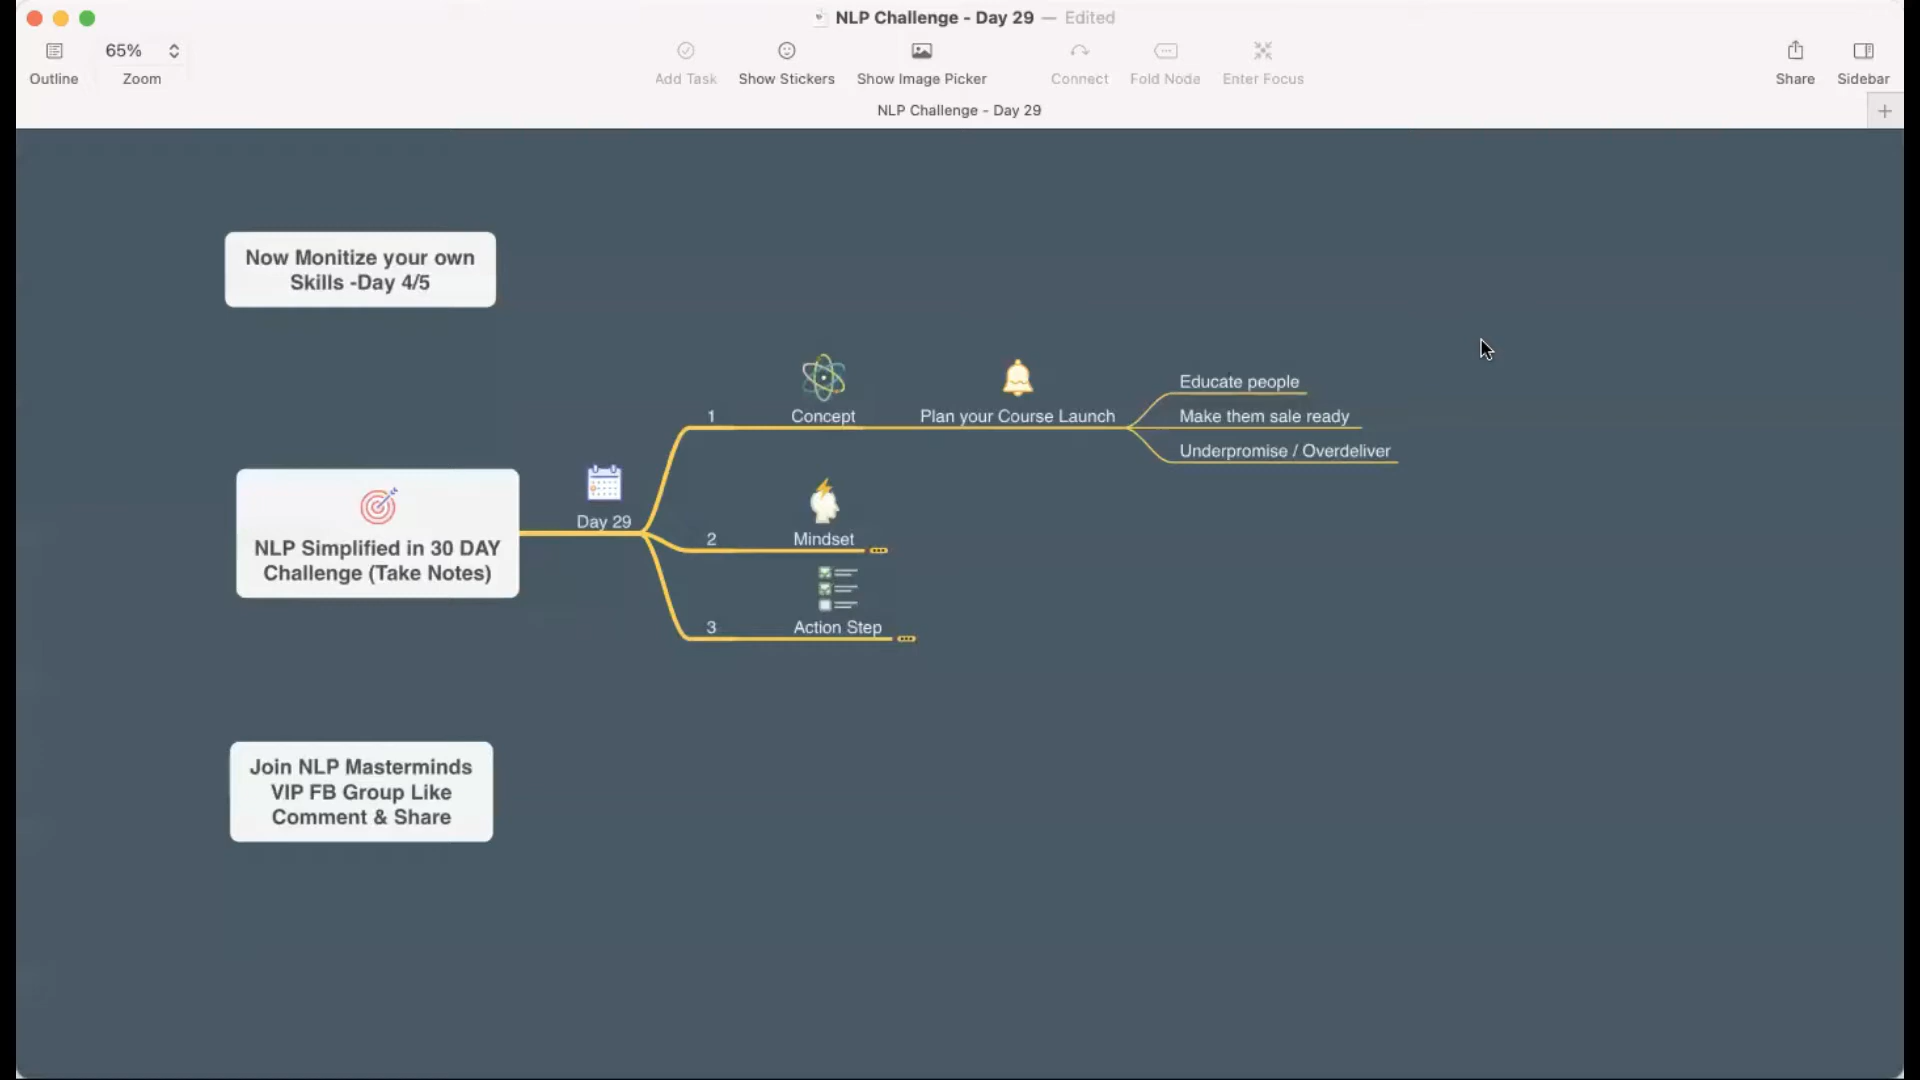 NLP Challenge - Day 29 — Edited
65%
Outline
Zoom
Add Task
Show Stickers
Show Image Picker
Connect
Fold Node
Enter Focus
Share
Sidebar
NLP Challenge - Day 29
Now Monitize your own
Skills -Day 4/5
NLP Simplified in 30 DAY
Challenge (Take Notes)
Day 29
1
Concept
Plan your Course Launch
Educate people
Make them sale ready
Underpromise / Overdeliver
2
Mindset
3
Action Step
Join NLP Masterminds
VIP FB Group Like
Comment & Share